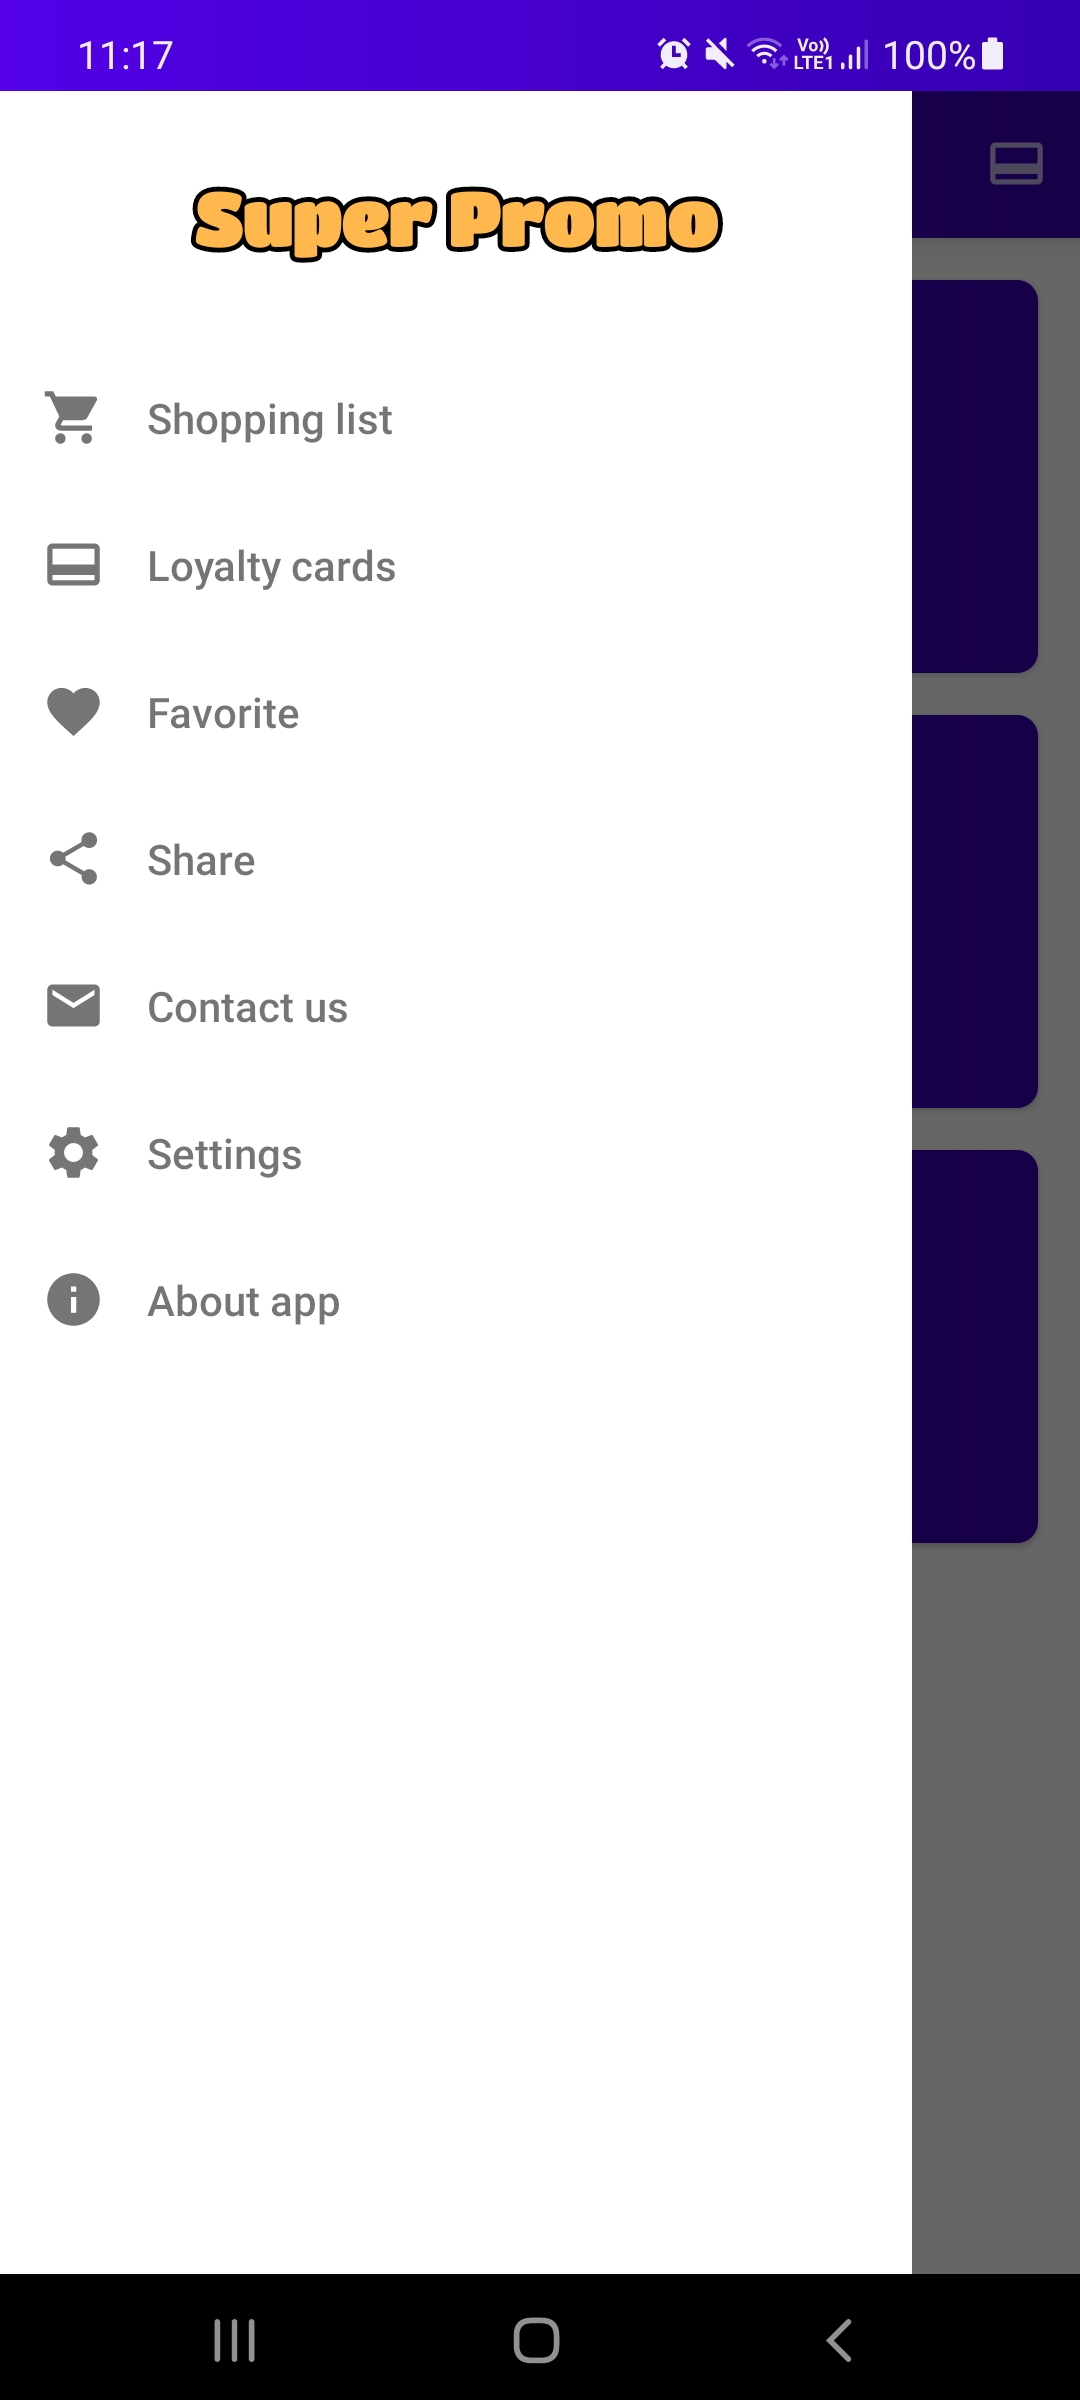 11:17
Vo)) LTE1 100%
Super Promo
Shopping list
Loyalty cards
Favorite
Share
Contact us
Settings
About app